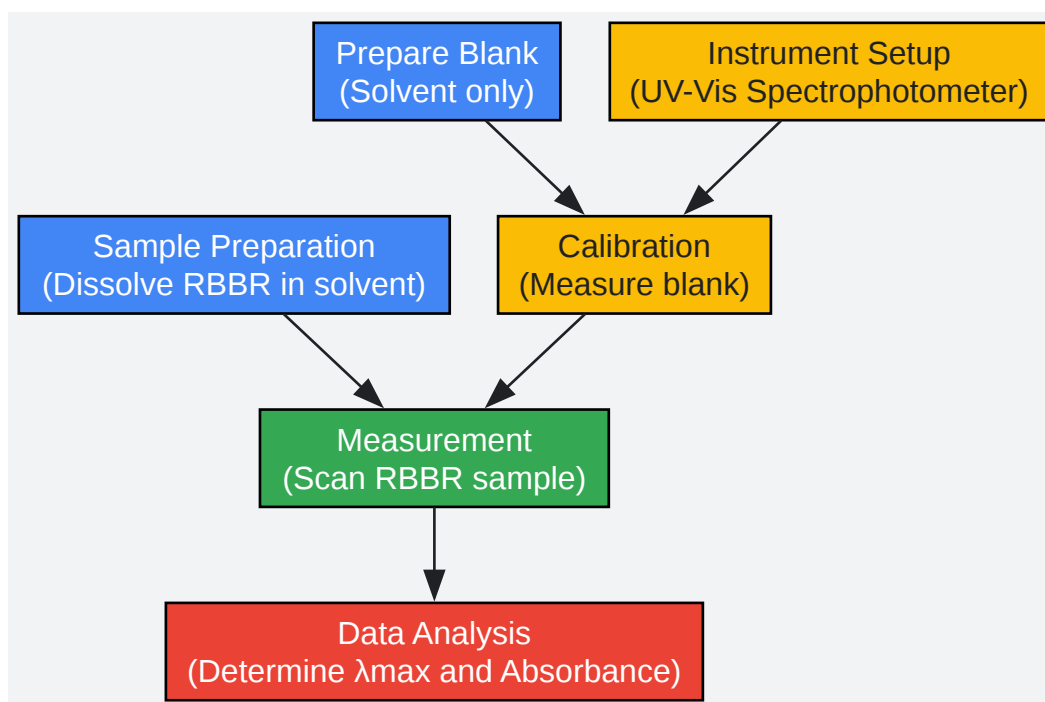 Prepare Blank
(Solvent only)
Instrument Setup
(UV-Vis Spectrophotometer)
Sample Preparation
(Dissolve RBBR in solvent)
Calibration
(Measure blank)
Measurement
(Scan RBBR sample)
Data Analysis
(Determine λmax and Absorbance)